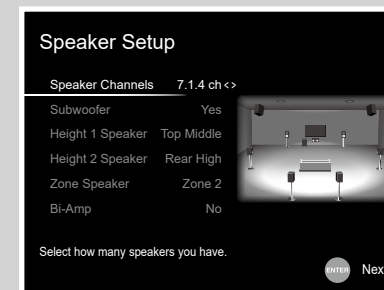 Speaker Setup
Speaker Channels 7.1.4 ch <>
Subwoofer Yes
Height 1 Speaker Top Middle
Height 2 Speaker Rear High
Zone Speaker Zone 2
Bi-Amp No
Select how many speakers you have.
ENTER Nex